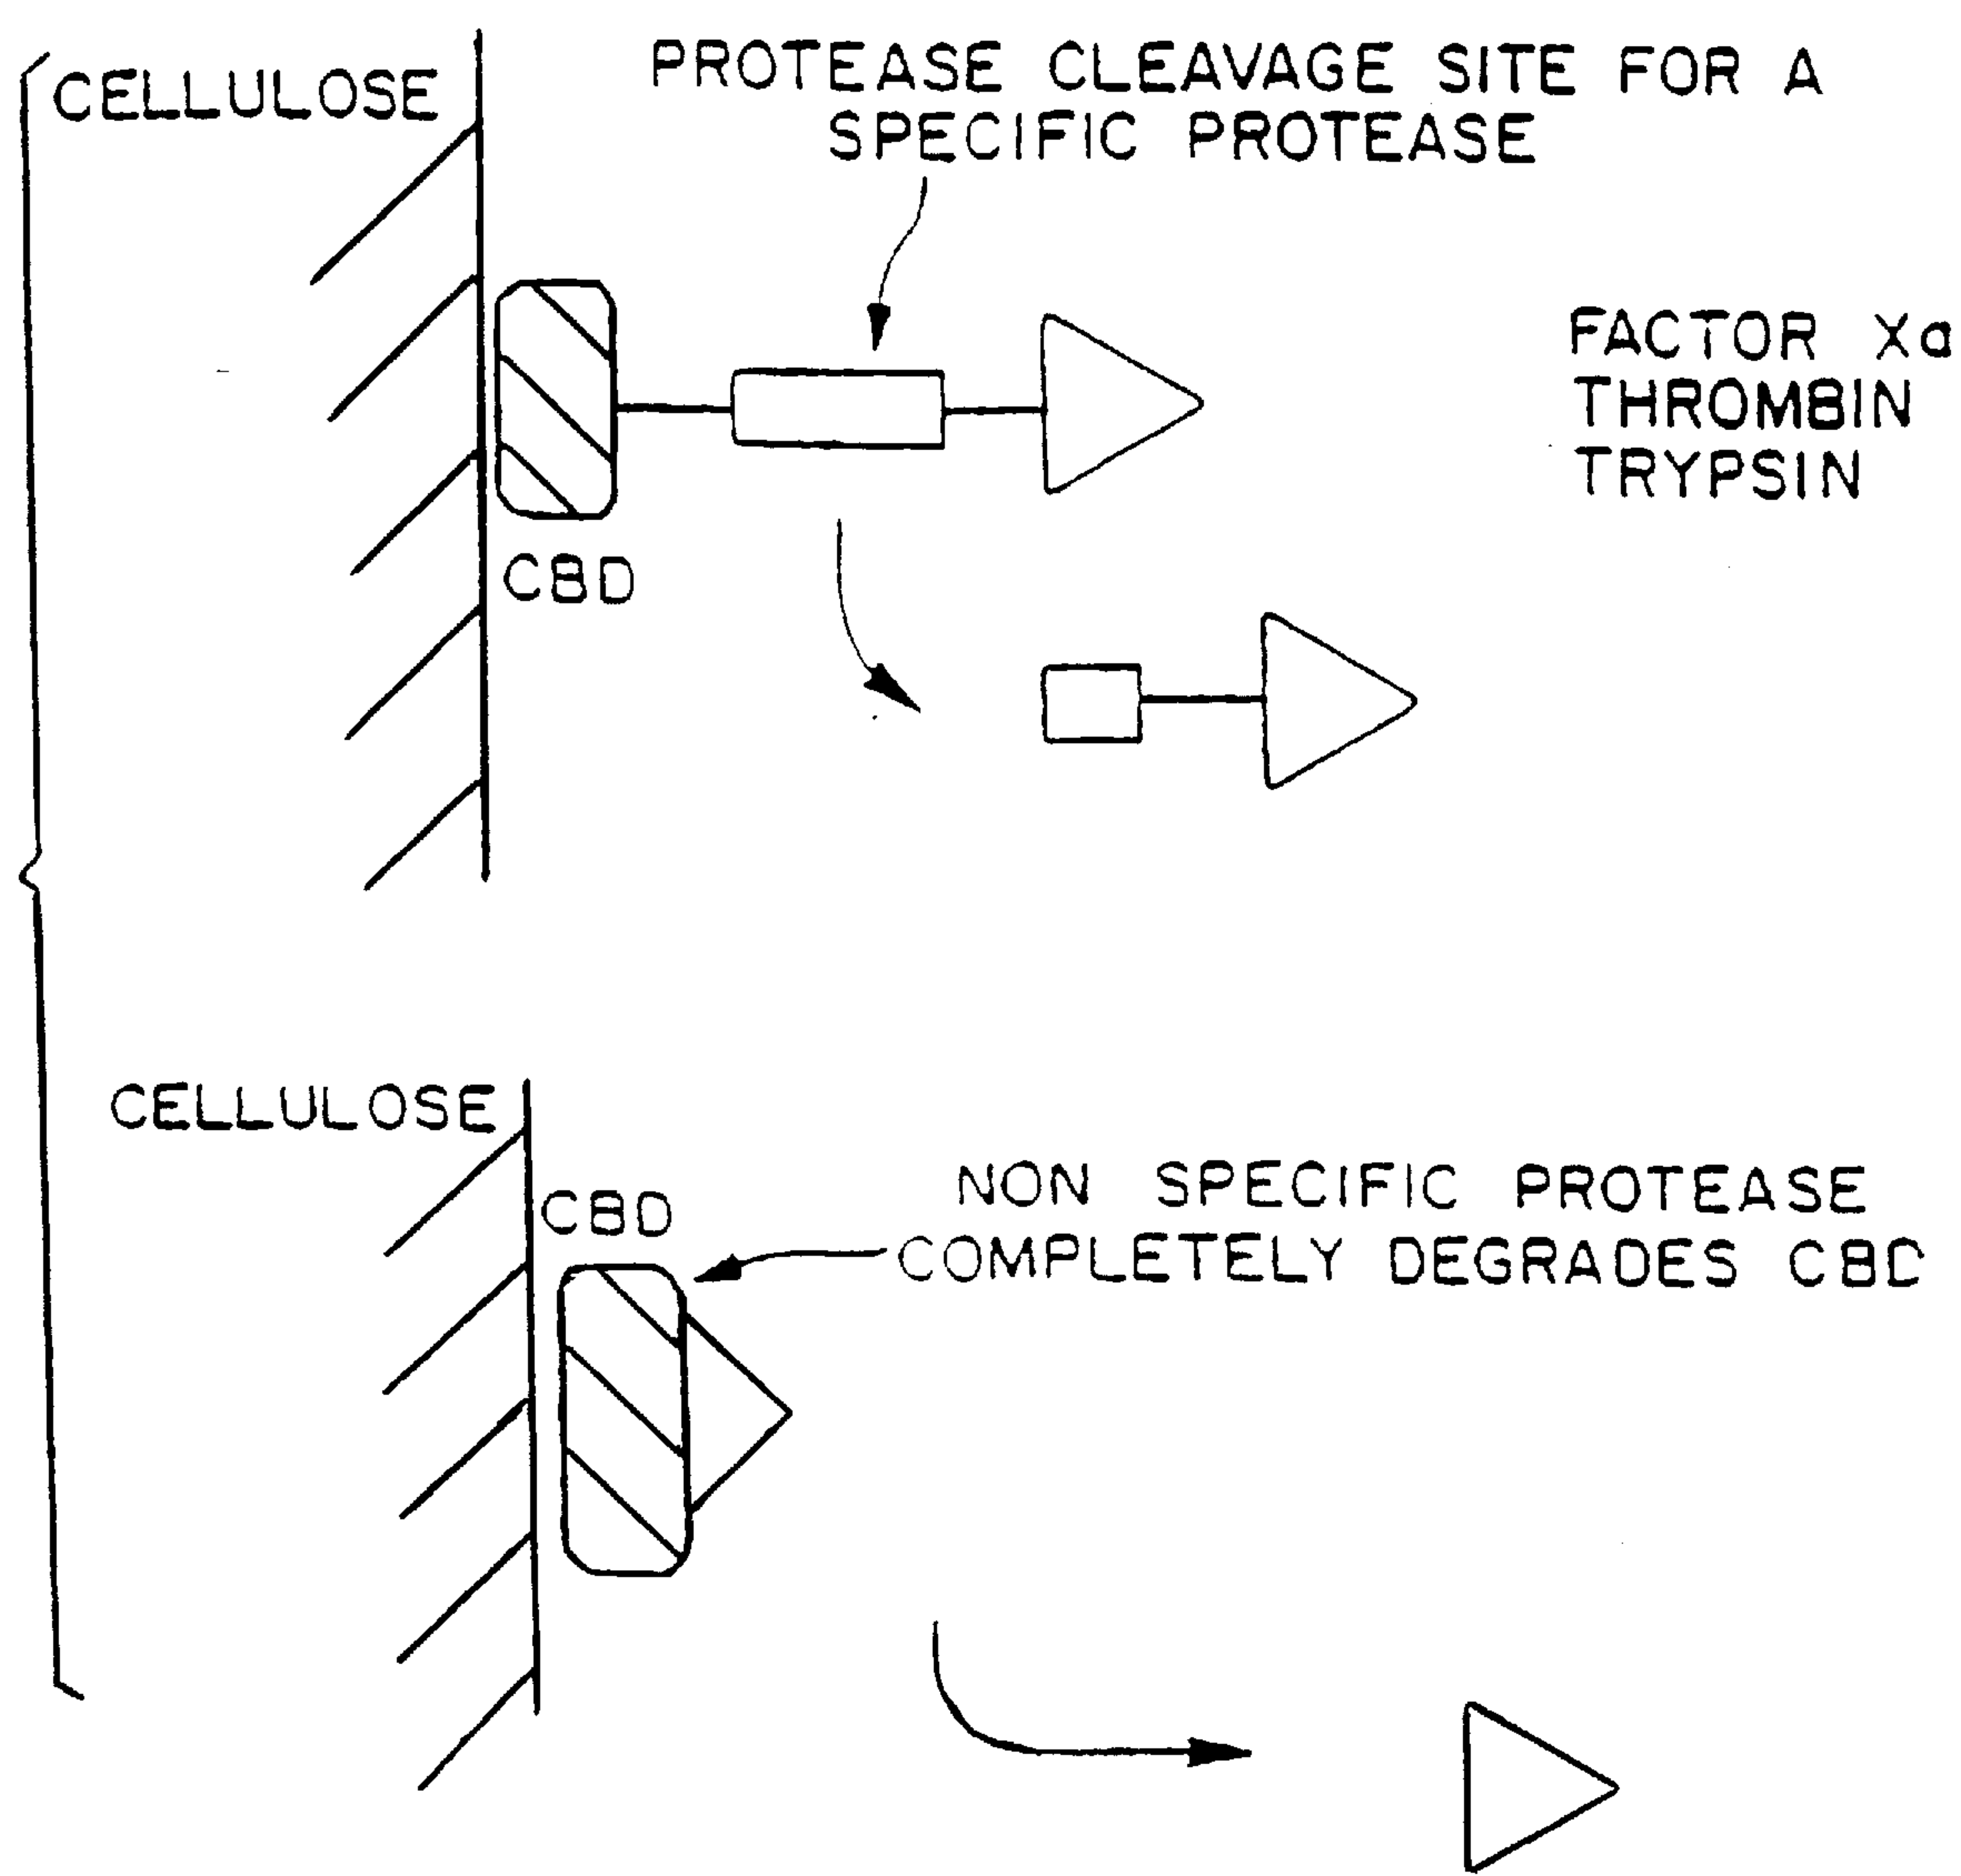 CELLULOSE
PROTEASE CLEAVAGE SITE FOR A
SPECIFIC PROTEASE
FACTOR Xa
THROMBIN
TRYPSIN
CBD
CELLULOSE
CBD
NON SPECIFIC PROTEASE
COMPLETELY DEGRADES CBD